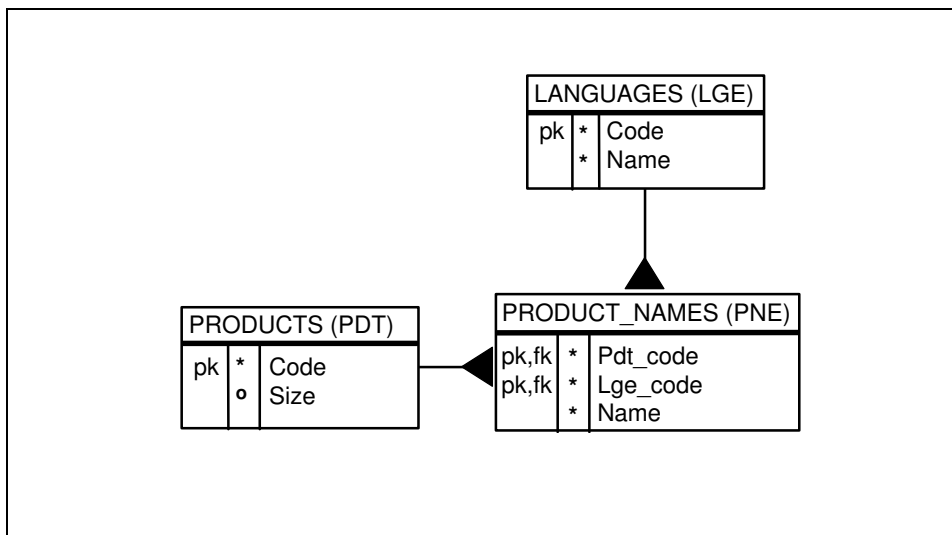 LANGUAGES (LGE)
pk * Code
* Name
PRODUCTS (PDT)
pk * Code
o Size
PRODUCT_NAMES (PNE)
pk,fk * Pdt_code
pk,fk * Lge_code
* Name